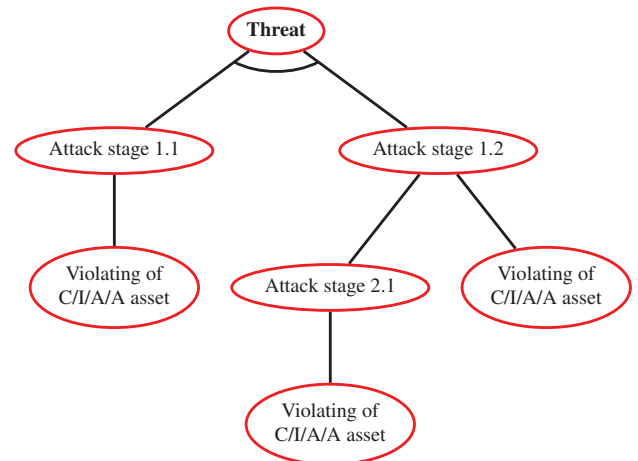 Threat
Attack stage 1.1
Attack stage 1.2
Violating of
C/I/A/A asset
Attack stage 2.1
Violating of
C/I/A/A asset
Violating of
C/I/A/A asset